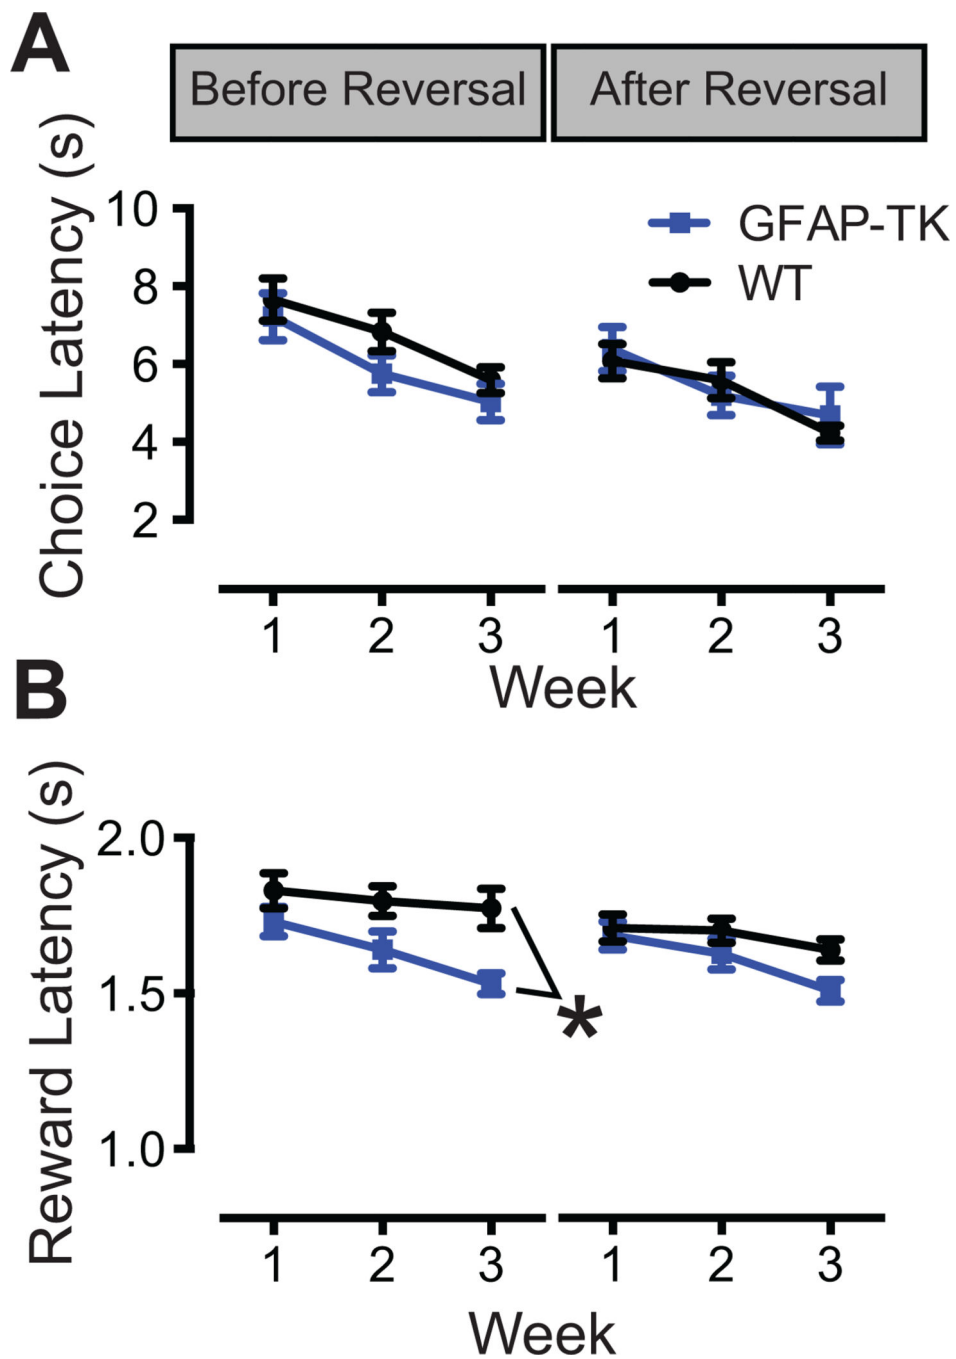 A
Before Reversal
After Reversal
Choice Latency (s)
10
8
6
4
2
GFAP-TK
WT
1 2 3 1 2 3
Week
B
Reward Latency (s)
2.0
1.5
1.0
*
1 2 3 1 2 3
Week